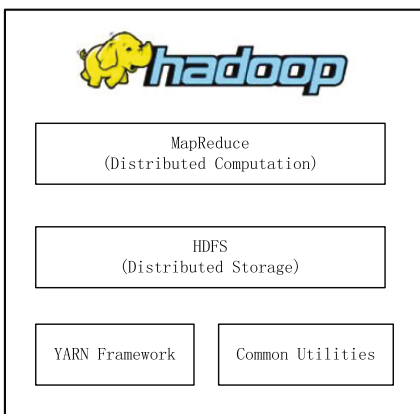 hadoop
MapReduce
(Distributed Computation)
HDFS
(Distributed Storage)
YARN Framework
Common Utilities